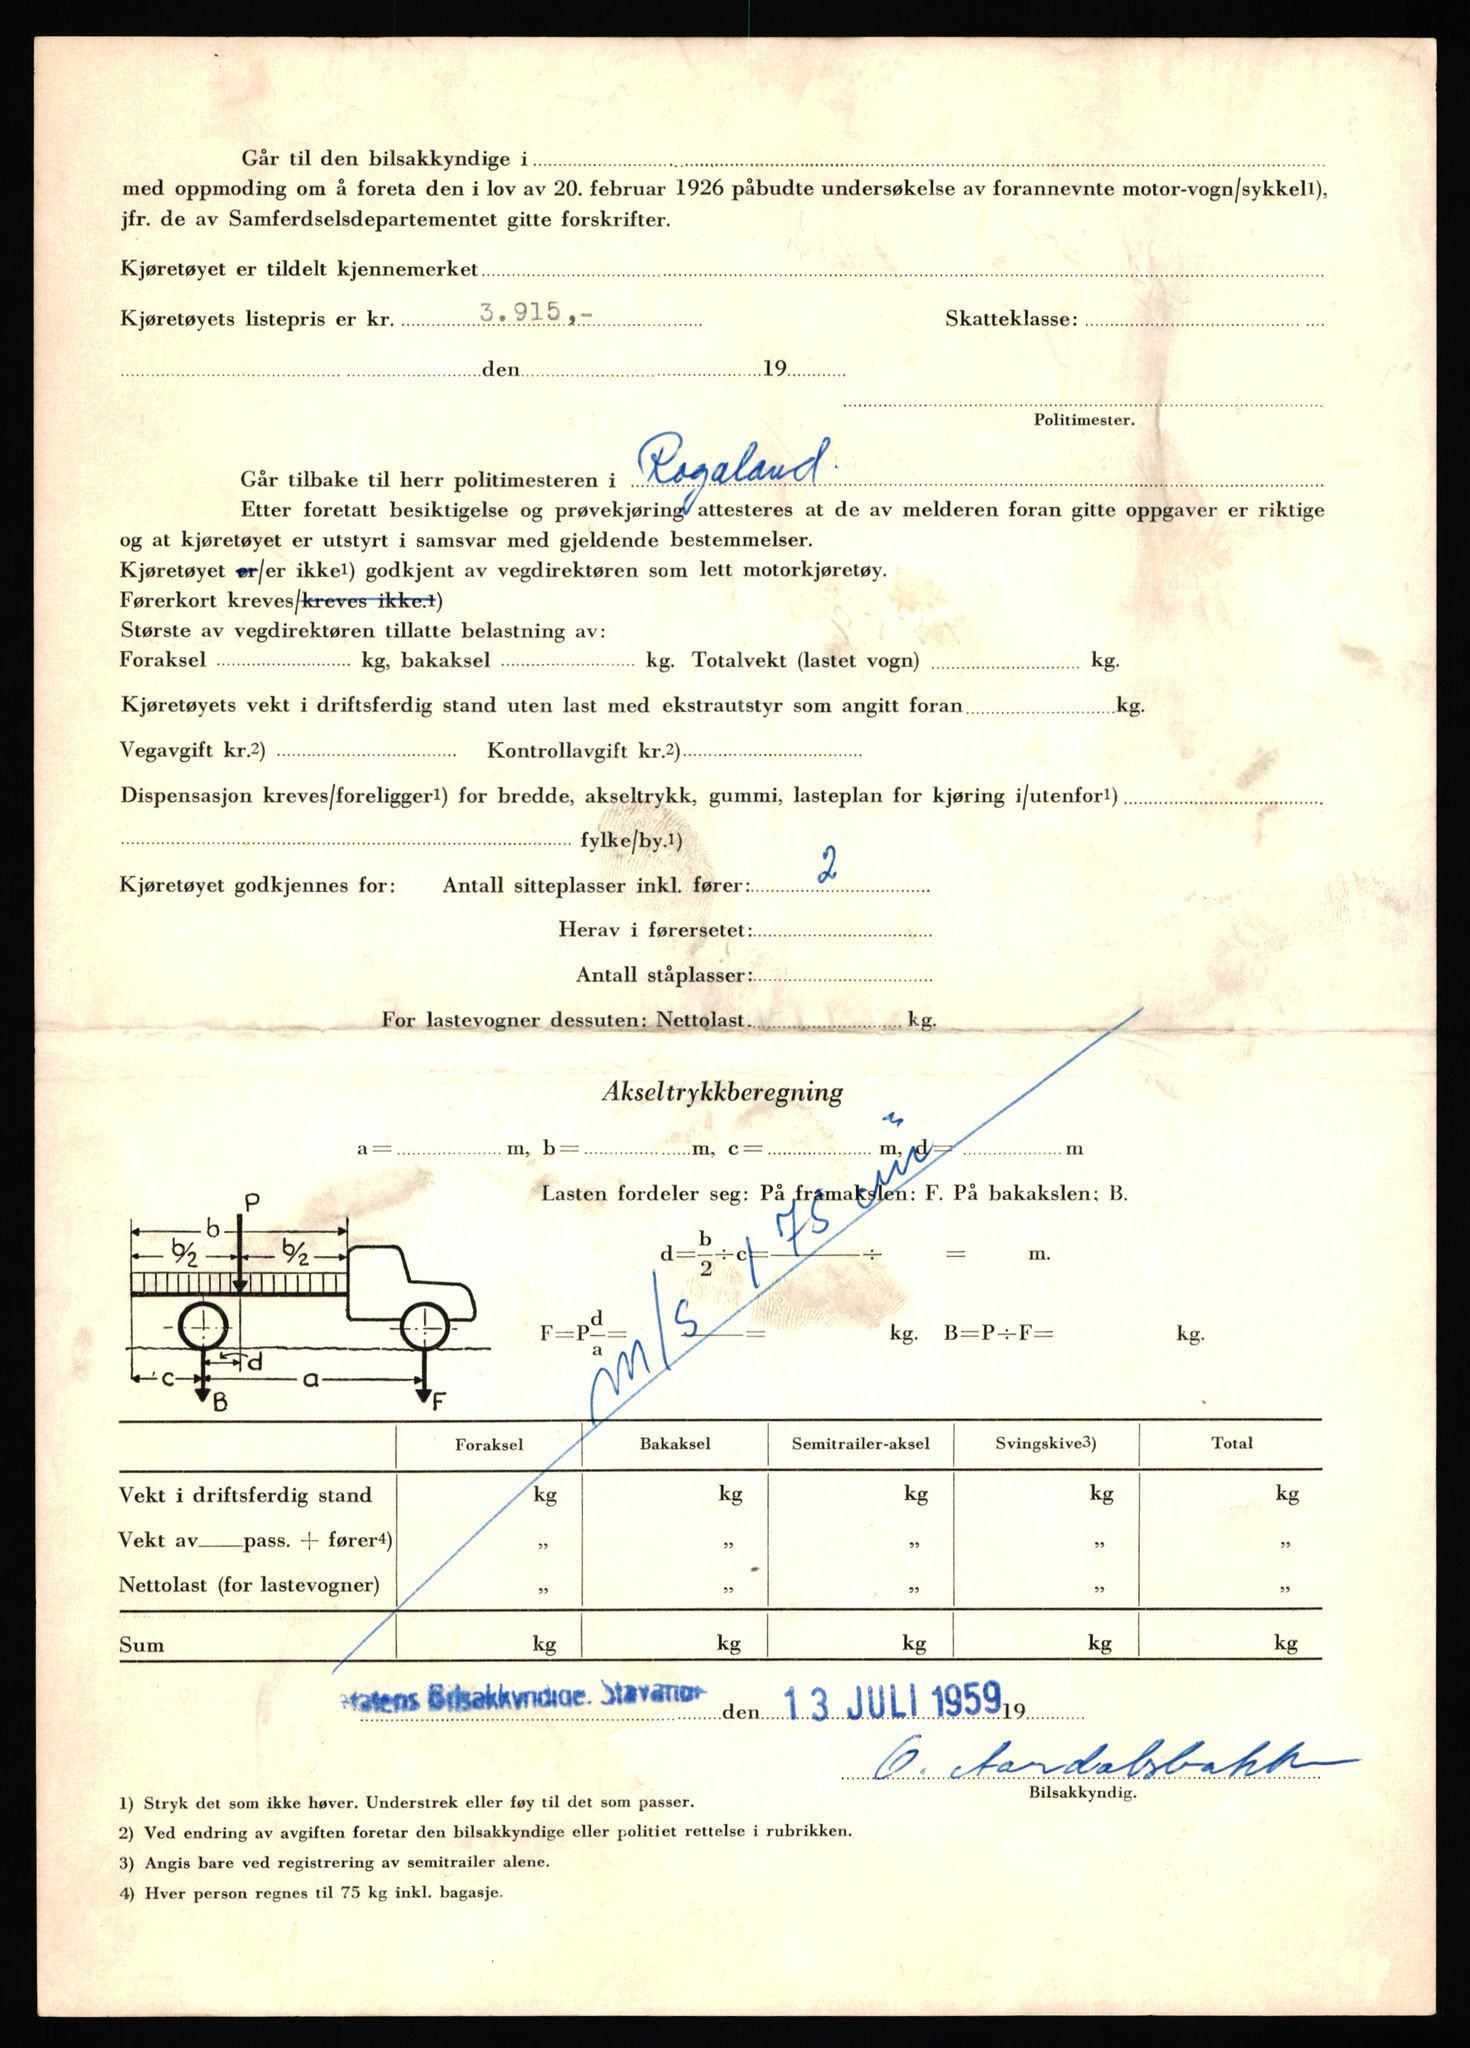 Går til den bilsakkyndige i
med oppmoding om å foreta den i lov av 20. februar 1926 påbudte undersøkelse av forannevnte motor-vogn/sykkel1),
jfr. de av Samferdselsdepartementet gitte forskrifter.
Kjøretøyet er tildelt kjennemerket
Kjøretøyets listepris er kr. 3.915,- Skatteklasse:
den 19
Politimester.
Går tilbake til herr politimesteren i Rogaland.
Etter foretatt besiktigelse og prøvekjøring attesteres at de av melderen foran gitte oppgaver er riktige
og at kjøretøyet er utstyrt i samsvar med gjeldende bestemmelser.
Kjøretøyet er/er ikke1) godkjent av vegdirektøren som lett motorkjøretøy.
Førerkort kreves/kreves ikke.1)
Største av vegdirektøren tillatte belastning av:
Foraksel kg, bakaksel kg. Totalvekt (lastet vogn) kg.
Kjøretøyets vekt i driftsferdig stand uten last med ekstrautstyr som angitt foran kg.
Vegavgift kr.2) Kontrollavgift kr.2)
Dispensasjon kreves/foreligger1) for bredde, akseltrykk, gummi, lasteplan for kjøring i/utenfor1)
fylke/by.1)
Kjøretøyet godkjennes for: Antall sitteplasser inkl. fører: 2
Herav i førersetet:
Antall ståplasser:
For lastevogner dessuten: Nettolast kg.
Akseltrykkberegning
a= m, b= m, c= m, d= m
Lasten fordeler seg: På framakslen: F. På bakakslen: B.
P
b
b/2 b/2
d=b/2÷c= ÷ = m.
F=Pd/a= = kg. B=P÷F= kg.
m/s 175
c d a
B F
Foraksel Bakaksel Semitrailer-aksel Svingskive3) Total
Vekt i driftsferdig stand kg kg kg kg kg
Vekt av pass. + fører4) „ „ „ „ „
Nettolast (for lastevogner) „ „ „ „ „
Sum kg kg kg kg kg
Statens Bilsakkyndige. Stavanger den 13 JULI 1959 19
O. Aardalsbakke
Bilsakkyndig.
1) Stryk det som ikke høver. Understrek eller føy til det som passer.
2) Ved endring av avgiften foretar den bilsakkyndige eller politiet rettelse i rubrikken.
3) Angis bare ved registrering av semitrailer alene.
4) Hver person regnes til 75 kg inkl. bagasje.